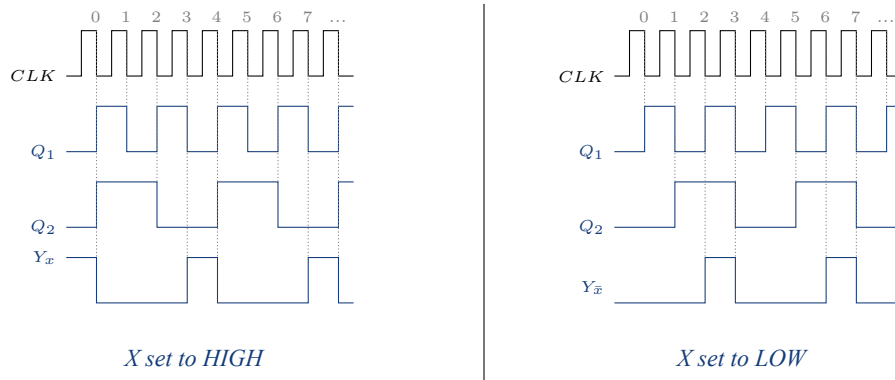 0 1 2 3 4 5 6 7 ...
CLK
Q1
Q2
Yx
X set to HIGH
0 1 2 3 4 5 6 7 ...
CLK
Q1
Q2
Yx̄
X set to LOW